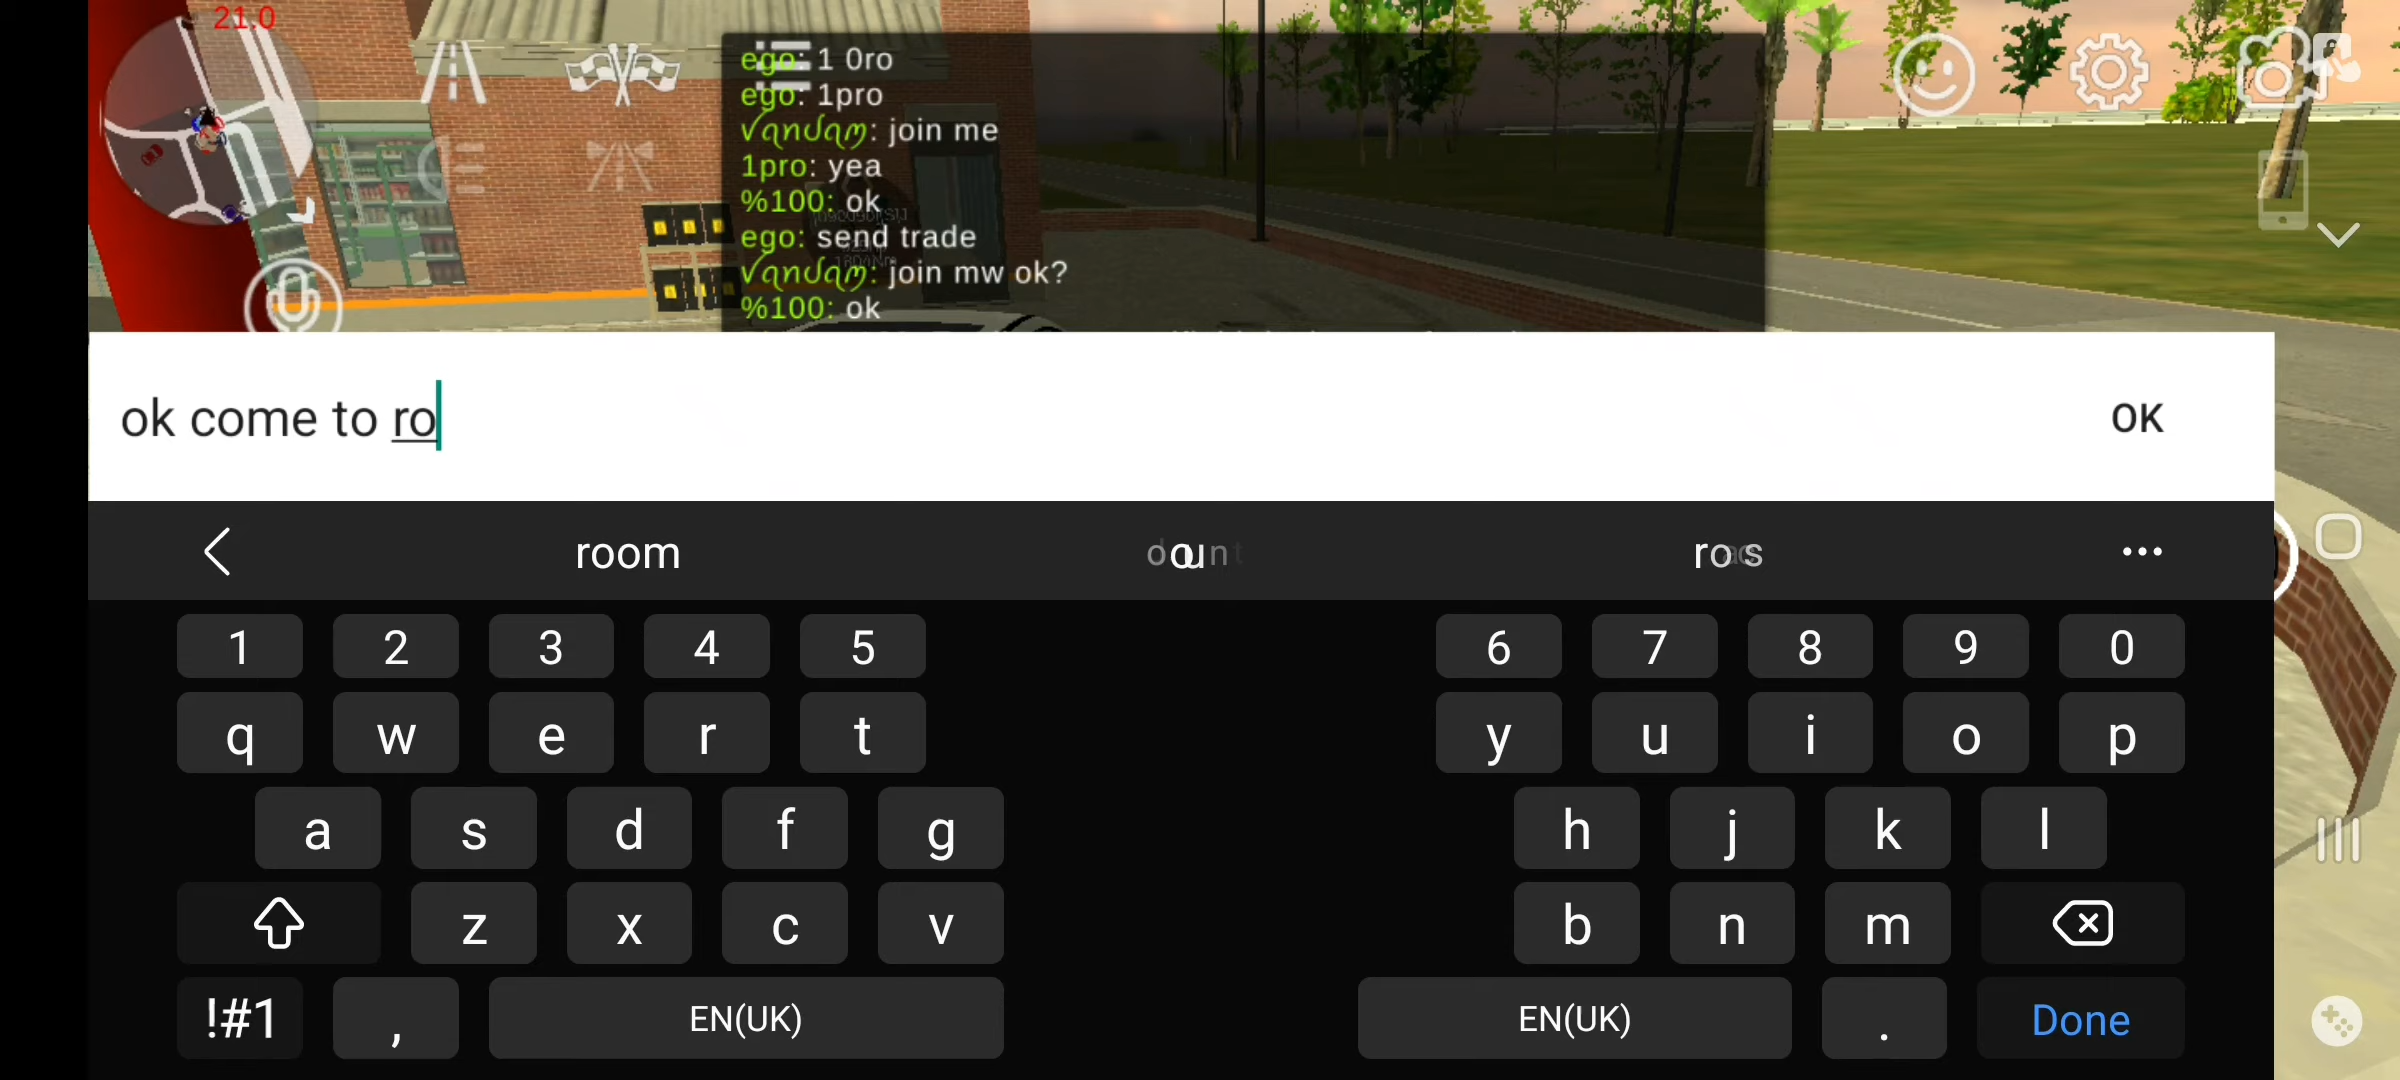 21.0
ego: 1 0ro
ego: 1pro
VanJam: join me
1pro: yea
%100: ok
ego: send trade
VanJam: join mw ok?
%100: ok
ok come to ro
OK
room
1 2 3 4 5 6 7 8 9 0
q w e r t y u i o p
a s d f g h j k l
z x c v b n m
!#1 , EN(UK) EN(UK) . Done